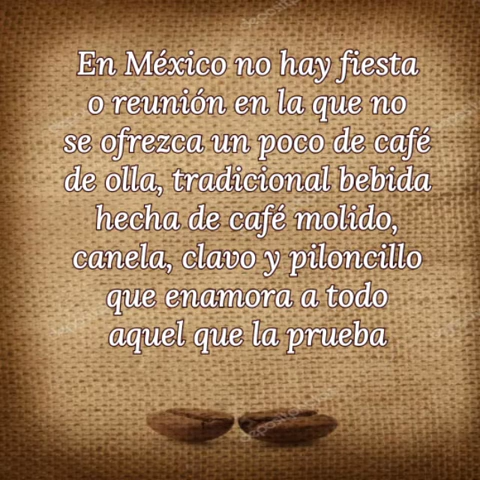 En México no hay fiesta
o reunión en la que no
se ofrezca un poco de café
de olla, tradicional bebida
hecha de café molido,
canela, clavo y piloncillo
que enamora a todo
aquel que la prueba